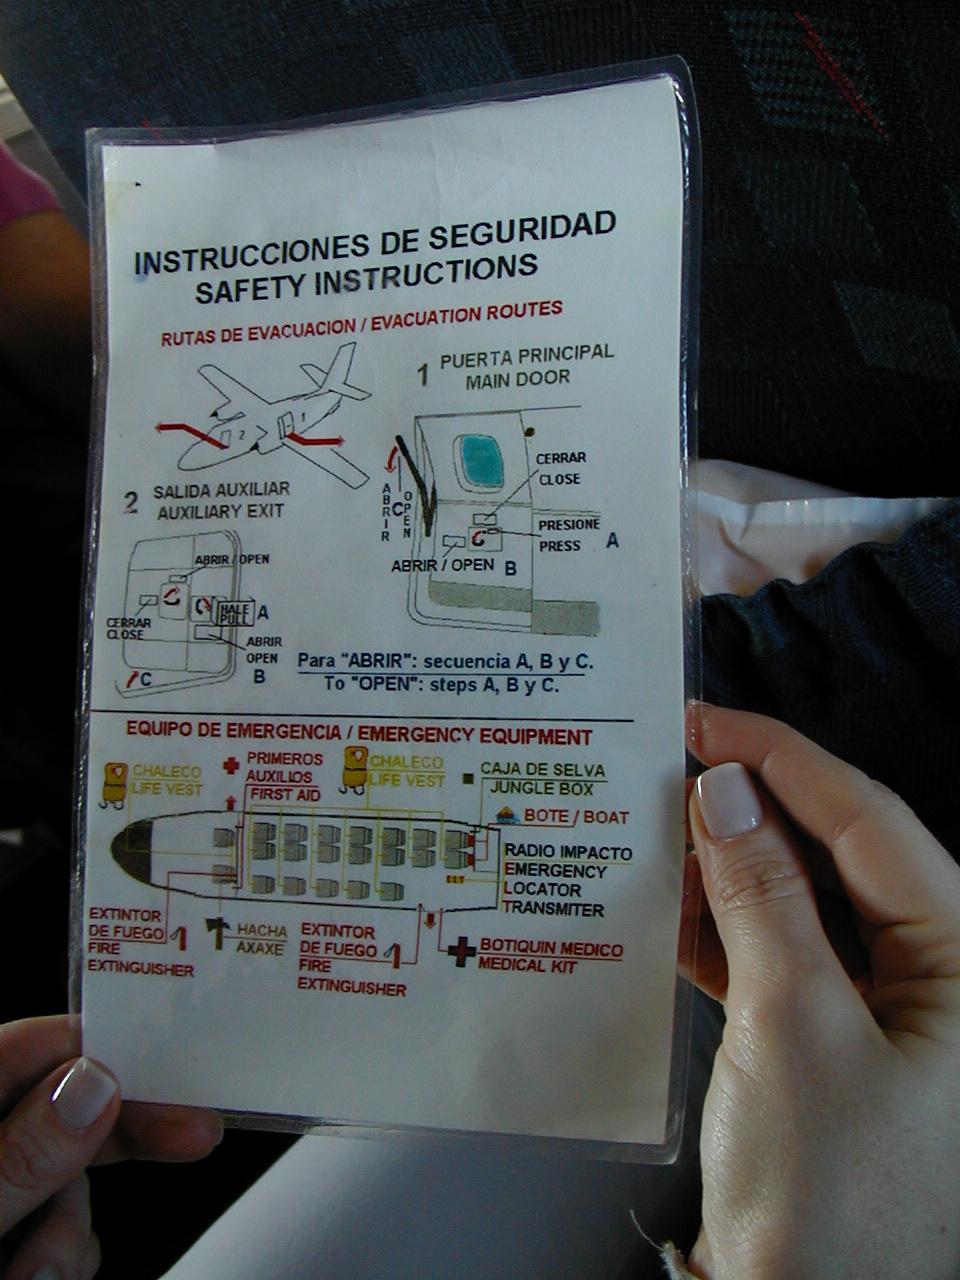 INSTRUCCIONES DE SEGURIDAD
SAFETY INSTRUCTIONS
RUTAS DE EVACUACION / EVACUATION ROUTES
1 PUERTA PRINCIPAL
MAIN DOOR
1
2
CERRAR
CLOSE
ABRIR
C
OPEN
PRESIONE
PRESS A
ABRIR / OPEN B
2 SALIDA AUXILIAR
AUXILIARY EXIT
ABRIR / OPEN
HALE
PULL A
CERRAR
CLOSE
ABRIR
OPEN
B
C
Para "ABRIR": secuencia A, B y C.
To "OPEN": steps A, B y C.
EQUIPO DE EMERGENCIA / EMERGENCY EQUIPMENT
CHALECO
LIFE VEST
PRIMEROS
AUXILIOS
FIRST AID
CHALECO
LIFE VEST
CAJA DE SELVA
JUNGLE BOX
BOTE / BOAT
RADIO IMPACTO
EMERGENCY
LOCATOR
TRANSMITER
ELT
EXTINTOR
DE FUEGO
FIRE
EXTINGUISHER
HACHA
AXAXE
EXTINTOR
DE FUEGO
FIRE
EXTINGUISHER
BOTIQUIN MEDICO
MEDICAL KIT